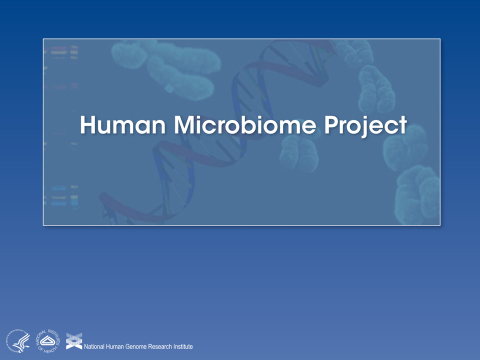 Human Microbiome Project
National Human Genome Research Institute